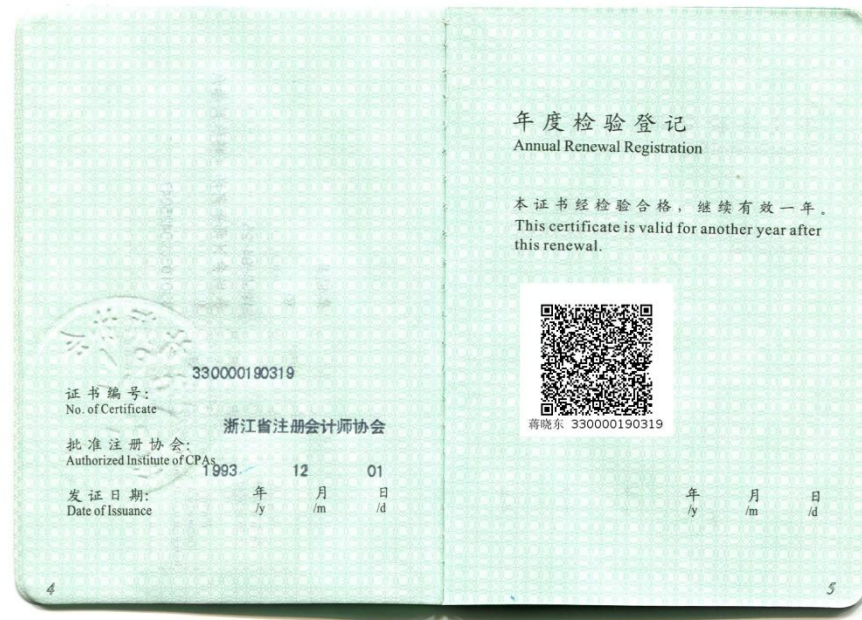 330000190319
证书编号:
No. of Certificate
浙江省注册会计师协会
批准注册协会:
Authorized Institute of CPAs
1993 12 01
发证日期: 年 月 日
Date of Issuance /y /m /d
4
年度检验登记
Annual Renewal Registration
本证书经检验合格，继续有效一年。
This certificate is valid for another year after
this renewal.
蒋晓东 330000190319
年 月 日
/y /m /d
5